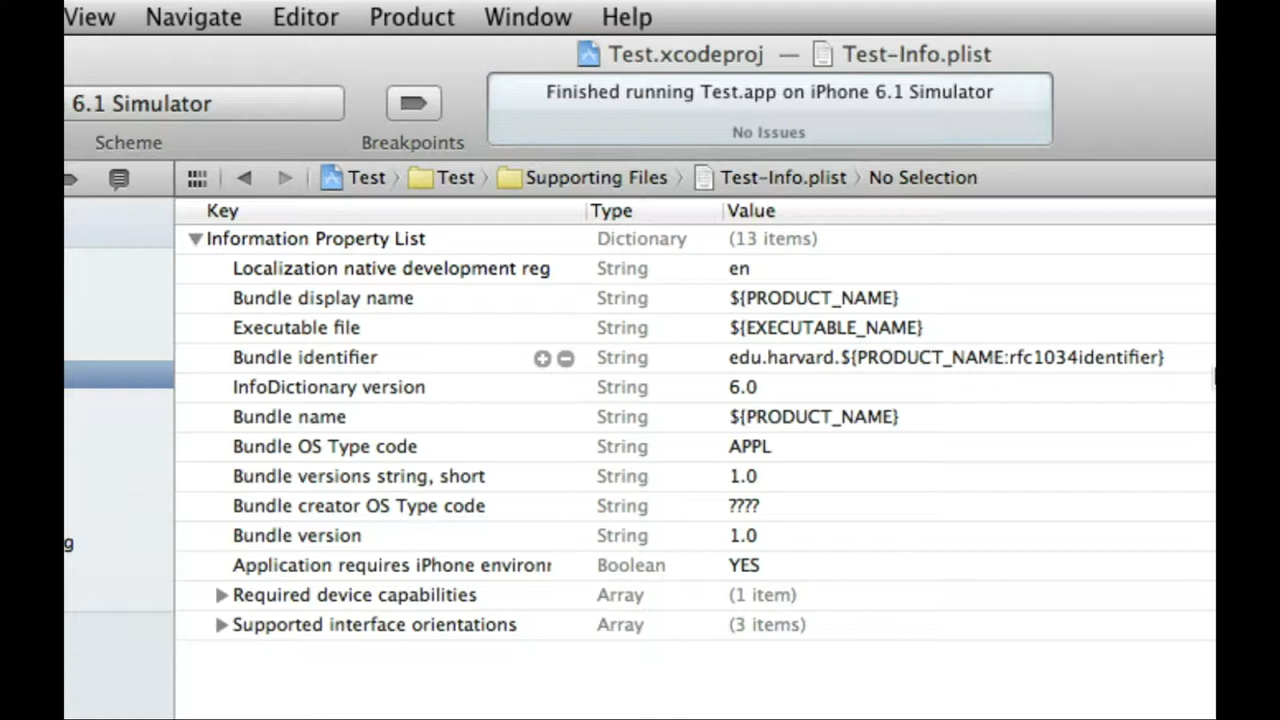 View Navigate Editor Product Window Help
Test.xcodeproj — Test-Info.plist
6.1 Simulator
Finished running Test.app on iPhone 6.1 Simulator
No Issues
Scheme Breakpoints
Test Test Supporting Files Test-Info.plist No Selection
Key Type Value
Information Property List Dictionary (13 items)
Localization native development reg String en
Bundle display name String ${PRODUCT_NAME}
Executable file String ${EXECUTABLE_NAME}
Bundle identifier String edu.harvard.${PRODUCT_NAME:rfc1034identifier}
InfoDictionary version String 6.0
Bundle name String ${PRODUCT_NAME}
Bundle OS Type code String APPL
Bundle versions string, short String 1.0
Bundle creator OS Type code String ????
Bundle version String 1.0
g
Application requires iPhone environr Boolean YES
Required device capabilities Array (1 item)
Supported interface orientations Array (3 items)